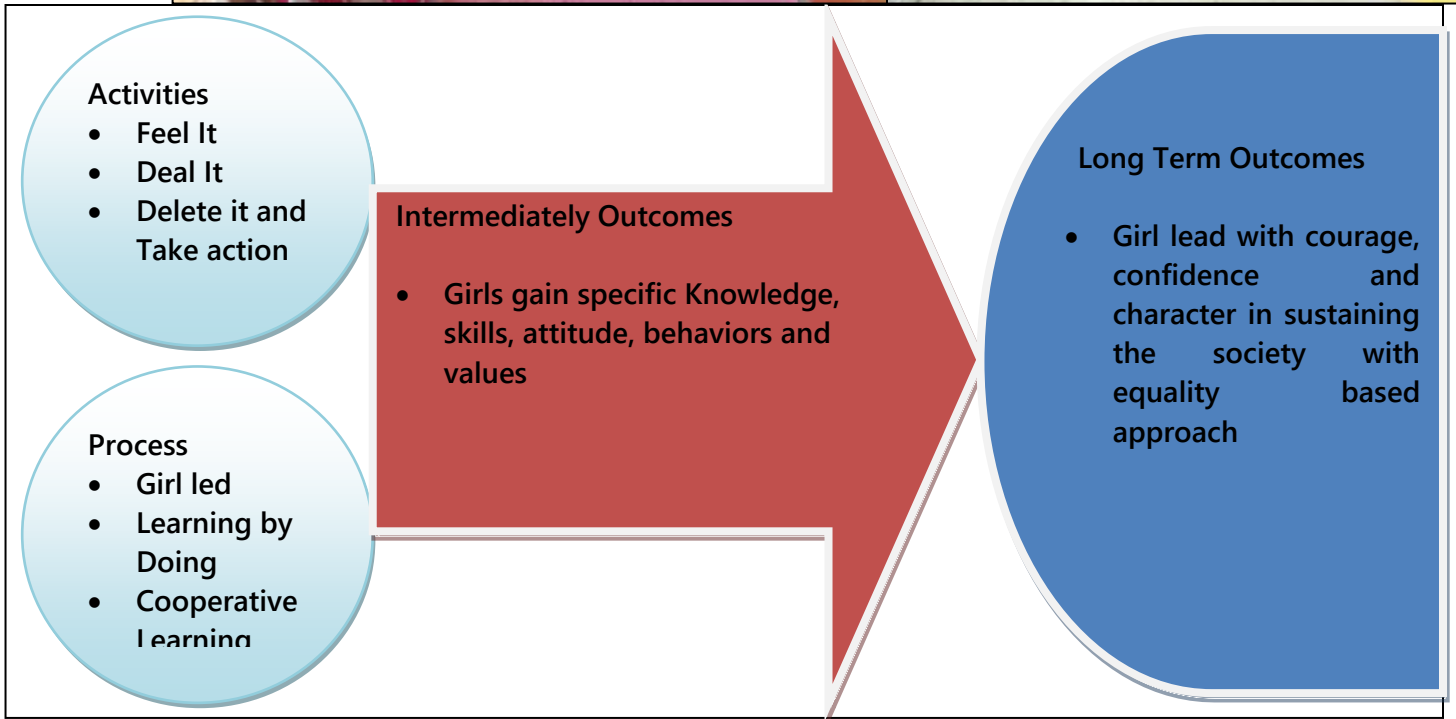 Activities
• Feel It
• Deal It
• Delete it and
Take action
Process
• Girl led
• Learning by
Doing
• Cooperative
Learning
Intermediately Outcomes
• Girls gain specific Knowledge,
skills, attitude, behaviors and
values
Long Term Outcomes
• Girl lead with courage,
confidence and
character in sustaining
the society with
equality based
approach